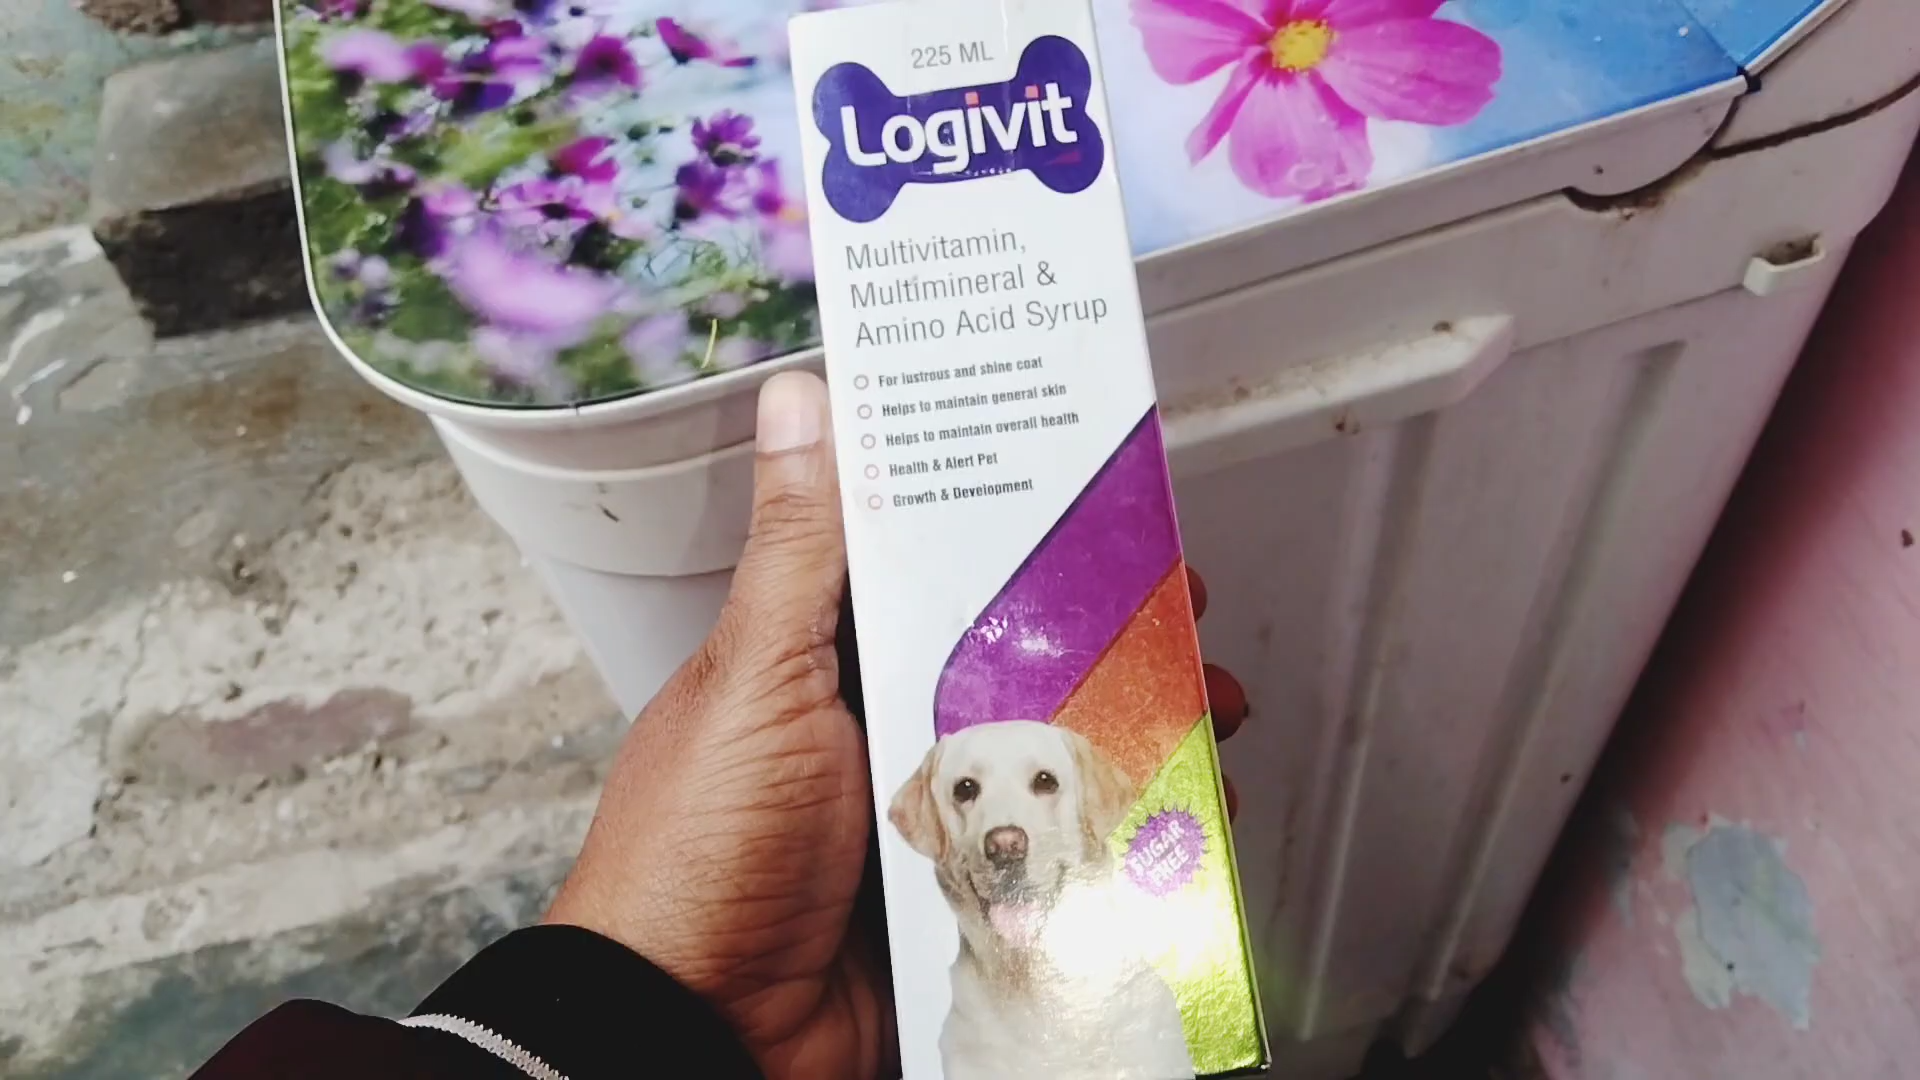 225 ML
Logivit
Multivitamin,
Multimineral &
Amino Acid Syrup
For lustrous and shine coat
Helps to maintain general skin
Helps to maintain overall health
Health & Alert Pet
Growth & Development
SUGAR
FREE